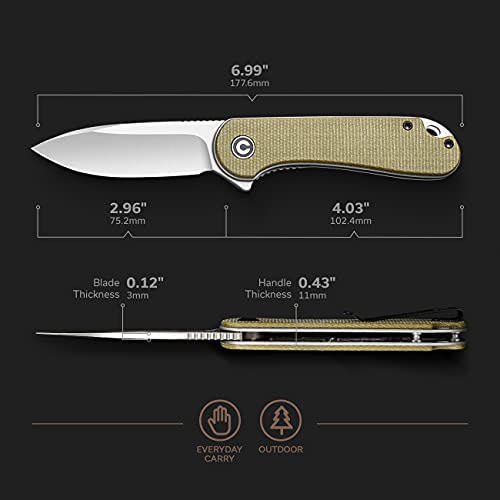 6.99"
177.6mm
2.96"
75.2mm
4.03"
102.4mm
Blade
Thickness
0.12"
3mm
Handle
Thickness
0.43"
11mm
EVERYDAY
CARRY
OUTDOOR